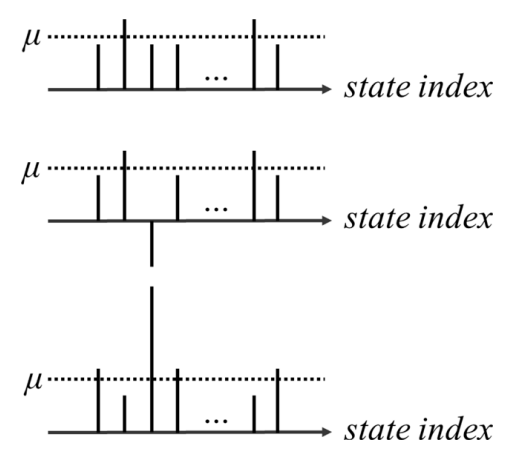 μ
... state index
μ
... state index
μ
... state index